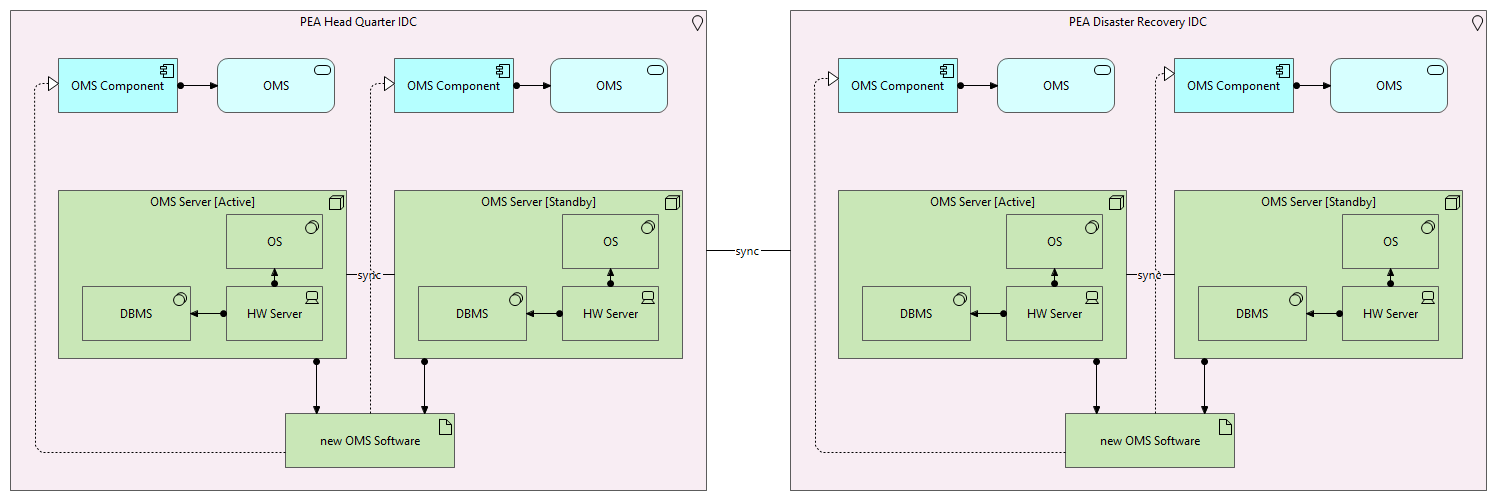 PEA Head Quarter IDC
OMS Component
OMS
OMS Component
OMS
OMS Server [Active]
OS
DBMS
HW Server
sync
OMS Server [Standby]
OS
DBMS
HW Server
new OMS Software
sync
PEA Disaster Recovery IDC
OMS Component
OMS
OMS Component
OMS
OMS Server [Active]
OS
DBMS
HW Server
sync
OMS Server [Standby]
OS
DBMS
HW Server
new OMS Software